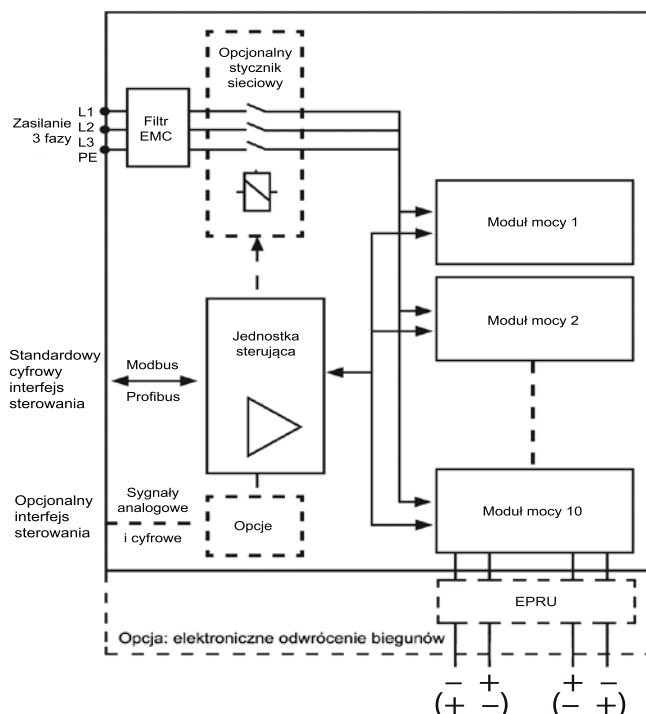 Opcjonalny
stycznik
sieciowy
Zasilanie
3 fazy
L1
L2
L3
PE
Filtr
EMC
Moduł mocy 1
Moduł mocy 2
Jednostka
sterująca
Standardowy
cyfrowy
interfejs
sterowania
Modbus
Profibus
Opcjonalny
interfejs
sterowania
Sygnały
analogowe
i cyfrowe
Opcje
Moduł mocy 10
EPRU
Opcja: elektroniczne odwrócenie biegunów
− + + −
(+ −) (− +)